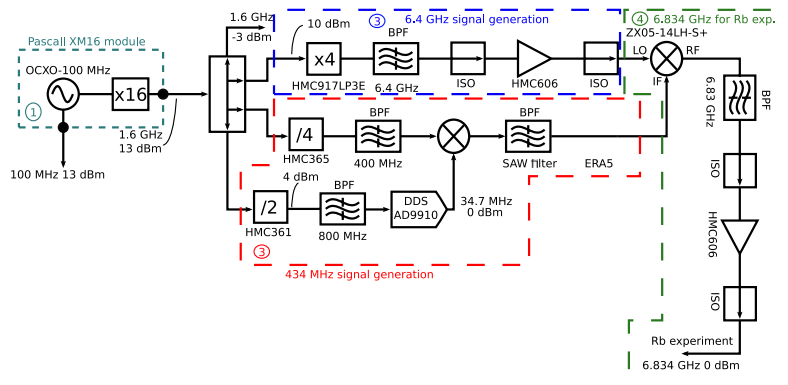 Pascall XM16 module
OCXO-100 MHz
x16
1
1.6 GHz
13 dBm
100 MHz 13 dBm
1.6 GHz
-3 dBm
10 dBm
3
6.4 GHz signal generation
x4
HMC917LP3E
BPF
6.4 GHz
ISO
HMC606
ISO
4
6.834 GHz for Rb exp.
ZX05-14LH-S+
LO
RF
IF
/4
HMC365
BPF
400 MHz
BPF
SAW filter
ERA5
4 dBm
/2
HMC361
BPF
800 MHz
DDS
AD9910
34.7 MHz
0 dBm
3
434 MHz signal generation
6.83 GHz
BPF
ISO
HMC606
ISO
Rb experiment
6.834 GHz 0 dBm